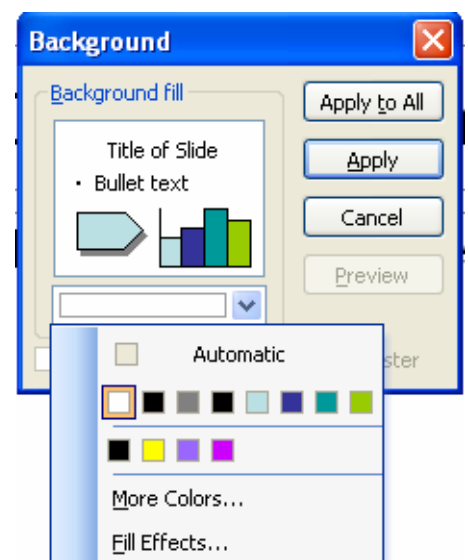 Background
Background fill
Apply to All
Title of Slide
• Bullet text
Apply
Cancel
Preview
Automatic
ster
More Colors...
Fill Effects...